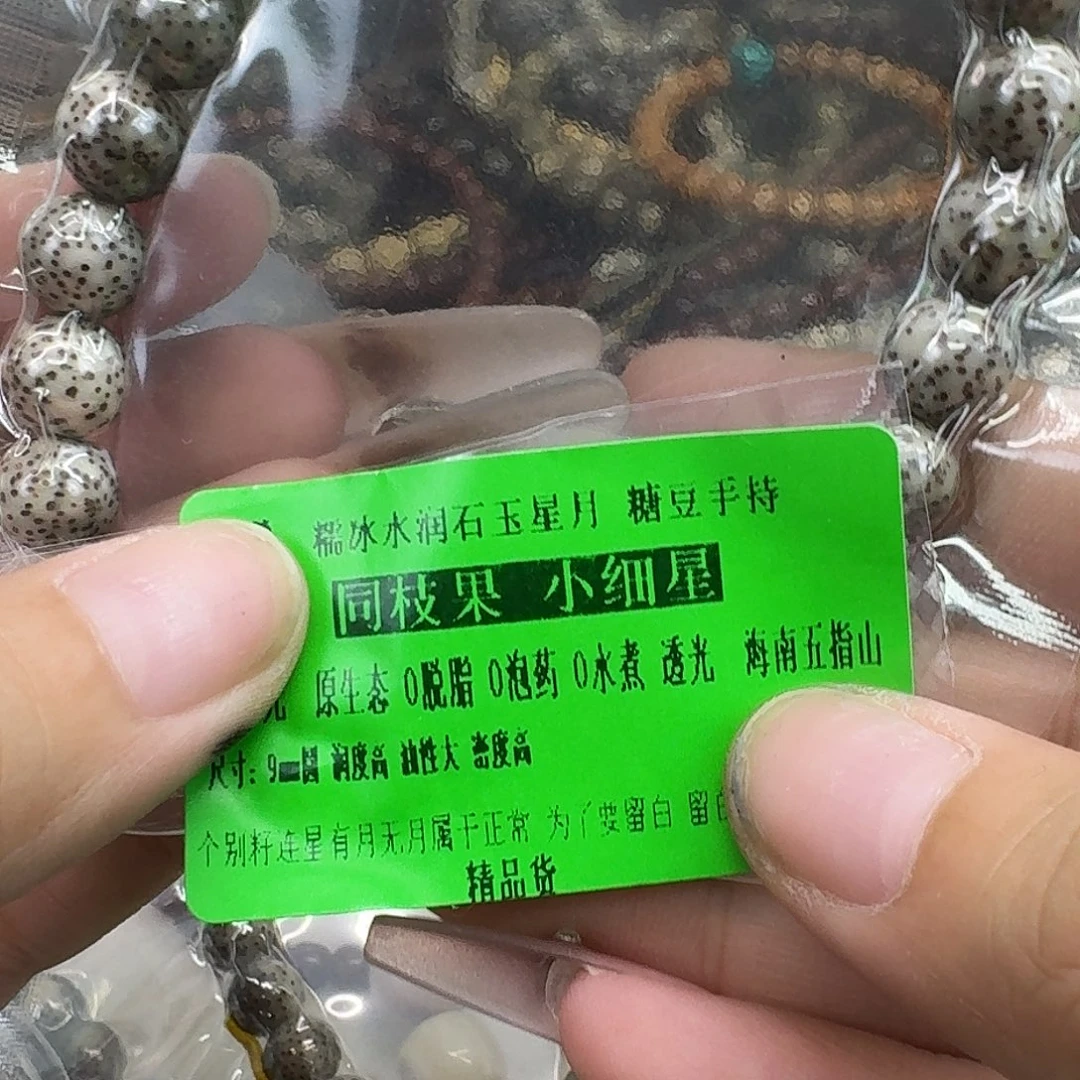 糯冰水润石玉星月 糖豆手持
同枝果 小细星
原生态 0脱脂 0泡药 0水煮 透光 海南五指山
尺寸: 9mm圆 润度高 油性大 密度高
个别籽连星有月无月属于正常 为了要留白 留白
精品货